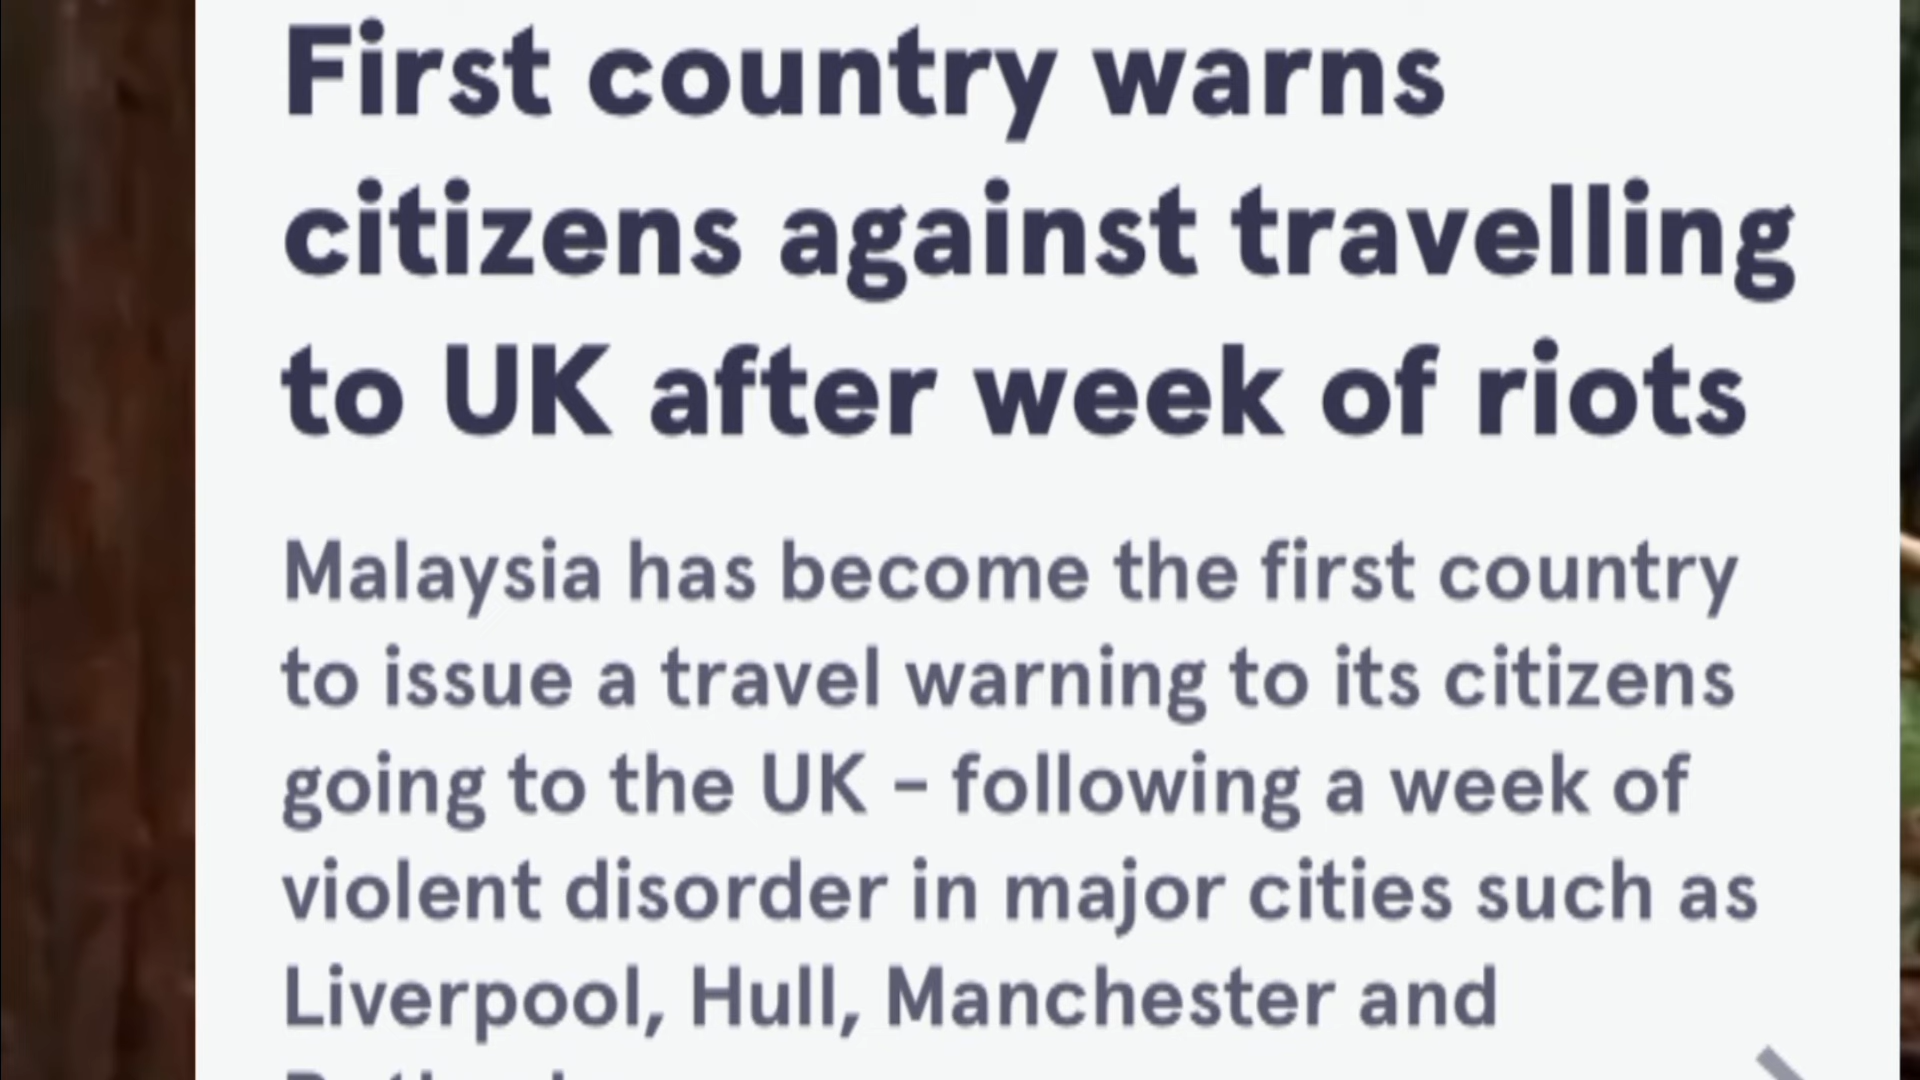 First country warns
citizens against travelling
to UK after week of riots
Malaysia has become the first country
to issue a travel warning to its citizens
going to the UK – following a week of
violent disorder in major cities such as
Liverpool, Hull, Manchester and